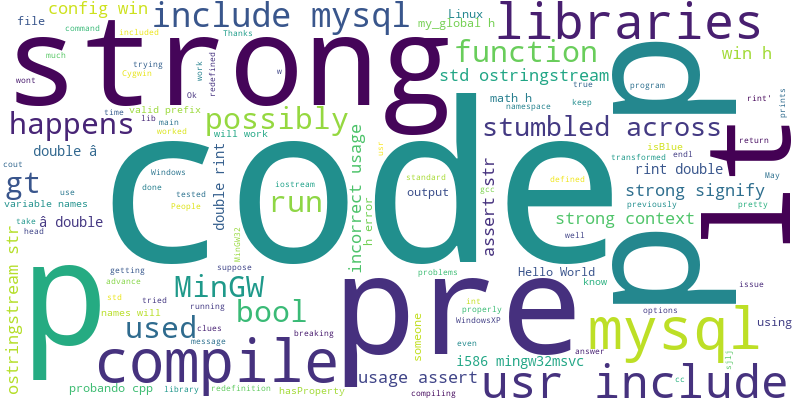 config win
include mysql
my_global h
Linux
libraries
file
command
included
Thanks
strong
much
trying
Cygwin
work
redefined
function
win h
std ostringstream
wont
Ok
w
true
program
math h
namespace
keep
rint'
prints
happens
time
valid prefix
lib
main
worked
possibly
will work
stumbled across
p p
lt
return
double â
code
usr
isBlue
endl
cout
Windows
iostream
incorrect usage
h error
standard
gcc
assert str
defined
transformed
rint double
May
gt
use
done
tested
People
double rint
run
output
strong signify
variable names
previously
pretty
take
â double
head
MinGW32
strong context
well
know
ostringstream str
p
getting
advance
suppose
problems
Hello World
issue
std
tried
MinGW
pre
int
properly
options
names will
running
bool
WindowsXP
mysql
using
used
clues
message
breaking
someone
even
answer
compile
usage assert
i586 mingw32msvc
cc
sjlj
probando cpp
library
redefinition
hasProperty
compiling
usr include